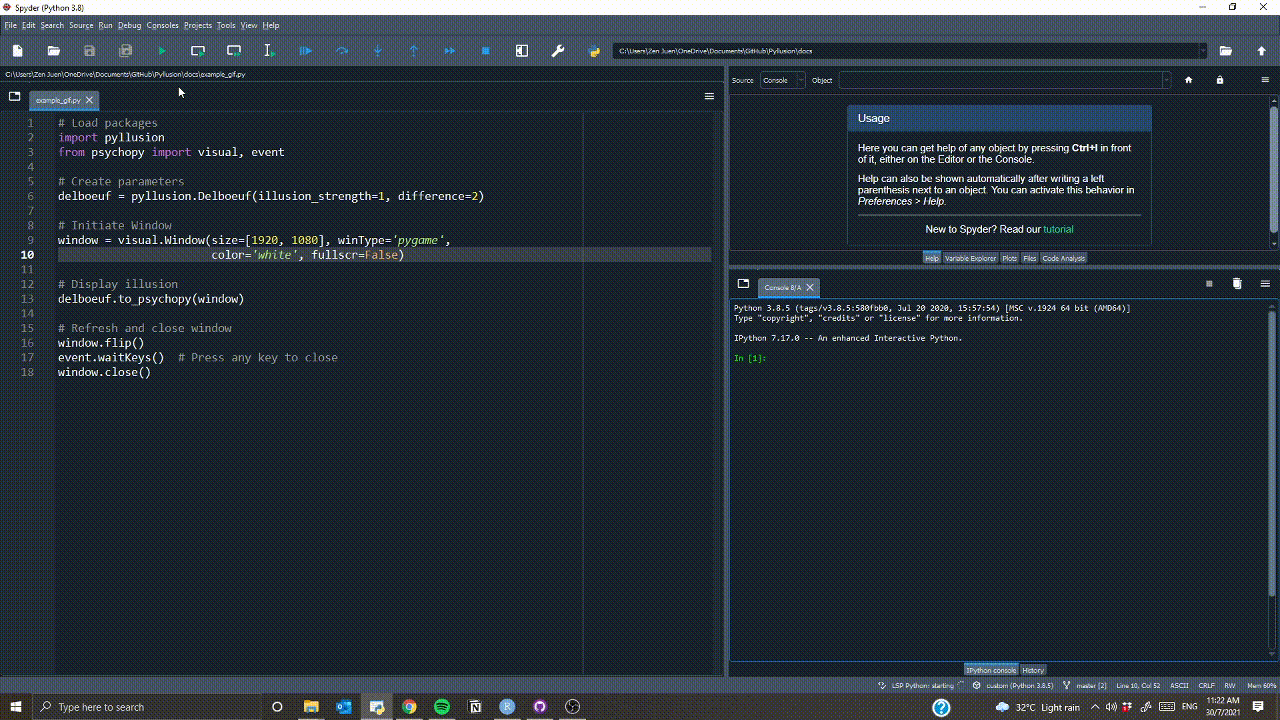 Spyder (Python 3.8)
File Edit Search Source Run Debug Consoles Projects Tools View Help
C:\Users\Zen Juen\OneDrive\Documents\GitHub\Pyllusion\docs
C:\Users\Zen Juen\OneDrive\Documents\GitHub\Pyllusion\docs\example_gif.py
example_gif.py
1 # Load packages
2 import pyllusion
3 from psychopy import visual, event
4
5 # Create parameters
6 delboeuf = pyllusion.Delboeuf(illusion_strength=1, difference=2)
7
8 # Initiate Window
9 window = visual.Window(size=[1920, 1080], winType='pygame',
10 color='white', fullscr=False)
11
12 # Display illusion
13 delboeuf.to_psychopy(window)
14
15 # Refresh and close window
16 window.flip()
17 event.waitKeys() # Press any key to close
18 window.close()
Source Console Object
Usage
Here you can get help of any object by pressing Ctrl+I in front
of it, either on the Editor or the Console.
Help can also be shown automatically after writing a left
parenthesis next to an object. You can activate this behavior in
Preferences > Help.
New to Spyder? Read our tutorial
Help Variable Explorer Plots Files Code Analysis
Console 8/A
Python 3.8.5 (tags/v3.8.5:580fbb0, Jul 20 2020, 15:57:54) [MSC v.1924 64 bit (AMD64)]
Type "copyright", "credits" or "license" for more information.
IPython 7.17.0 -- An enhanced Interactive Python.
In [1]:
IPython console History
LSP Python: starting custom (Python 3.8.5) master [2] Line 10, Col 52 ASCII CRLF RW Mem 60%
Type here to search
32°C Light rain ENG
11:22 AM
30/7/2021